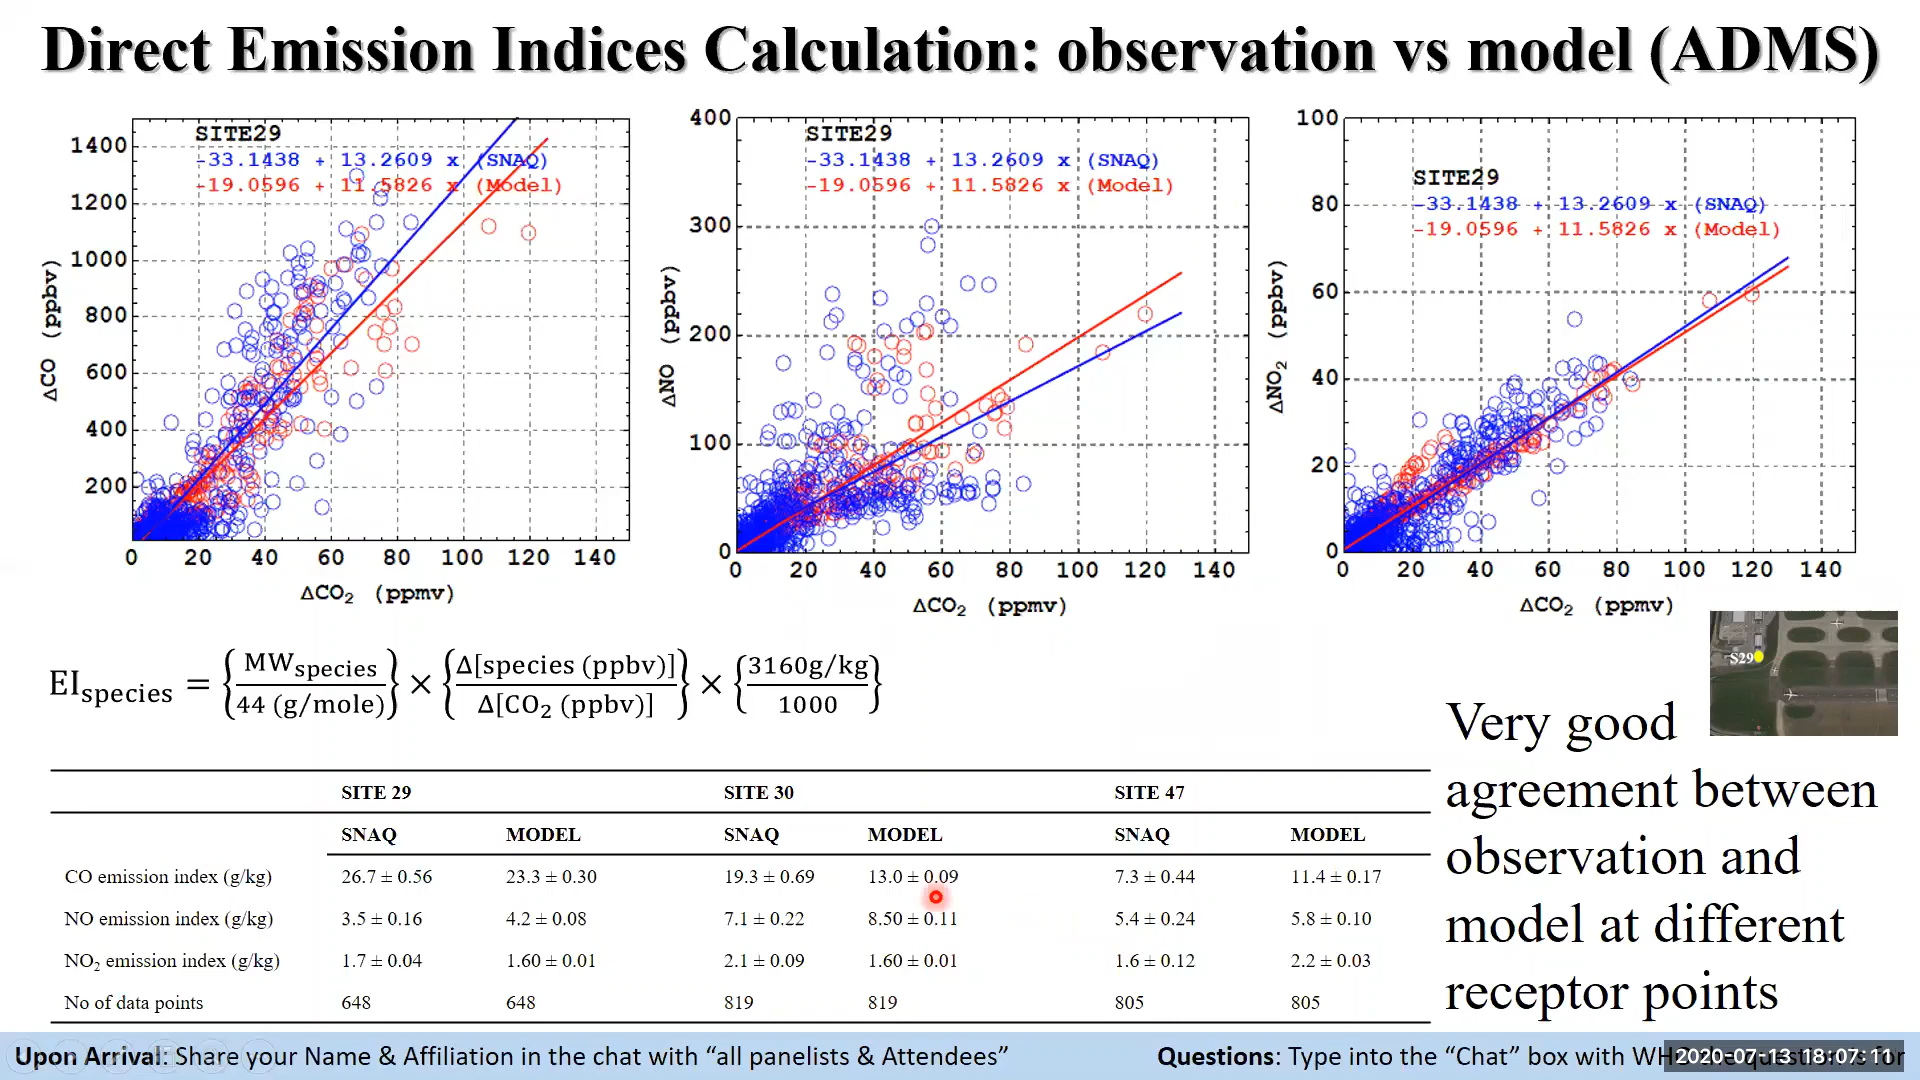 Direct Emission Indices Calculation: observation vs model (ADMS)
SITE29
-33.1438 + 13.2609 x (SNAQ)
-19.0596 + 11.5826 x (Model)
1400
1200
1000
800
600
400
200
0 20 40 60 80 100 120 140
ΔCO (ppbv)
ΔCO₂ (ppmv)
SITE29
-33.1438 + 13.2609 x (SNAQ)
-19.0596 + 11.5826 x (Model)
400
300
200
100
0
0 20 40 60 80 100 120 140
ΔNO (ppbv)
ΔCO₂ (ppmv)
SITE29
-33.1438 + 13.2609 x (SNAQ)
-19.0596 + 11.5826 x (Model)
100
80
60
40
20
0
0 20 40 60 80 100 120 140
ΔNO₂ (ppbv)
ΔCO₂ (ppmv)
EIspecies = {MWspecies / 44 (g/mole)} × {Δ[species (ppbv)] / Δ[CO₂ (ppbv)]} × {3160g/kg / 1000}
S29
Very good
agreement between
observation and
model at different
receptor points
SITE 29 SITE 30 SITE 47
SNAQ MODEL SNAQ MODEL SNAQ MODEL
CO emission index (g/kg) 26.7 ± 0.56 23.3 ± 0.30 19.3 ± 0.69 13.0 ± 0.09 7.3 ± 0.44 11.4 ± 0.17
NO emission index (g/kg) 3.5 ± 0.16 4.2 ± 0.08 7.1 ± 0.22 8.50 ± 0.11 5.4 ± 0.24 5.8 ± 0.10
NO₂ emission index (g/kg) 1.7 ± 0.04 1.60 ± 0.01 2.1 ± 0.09 1.60 ± 0.01 1.6 ± 0.12 2.2 ± 0.03
No of data points 648 648 819 819 805 805
Upon Arrival: Share your Name & Affiliation in the chat with “all panelists & Attendees”
Questions: Type into the “Chat” box with the question is for
2020-07-13 18:07:11